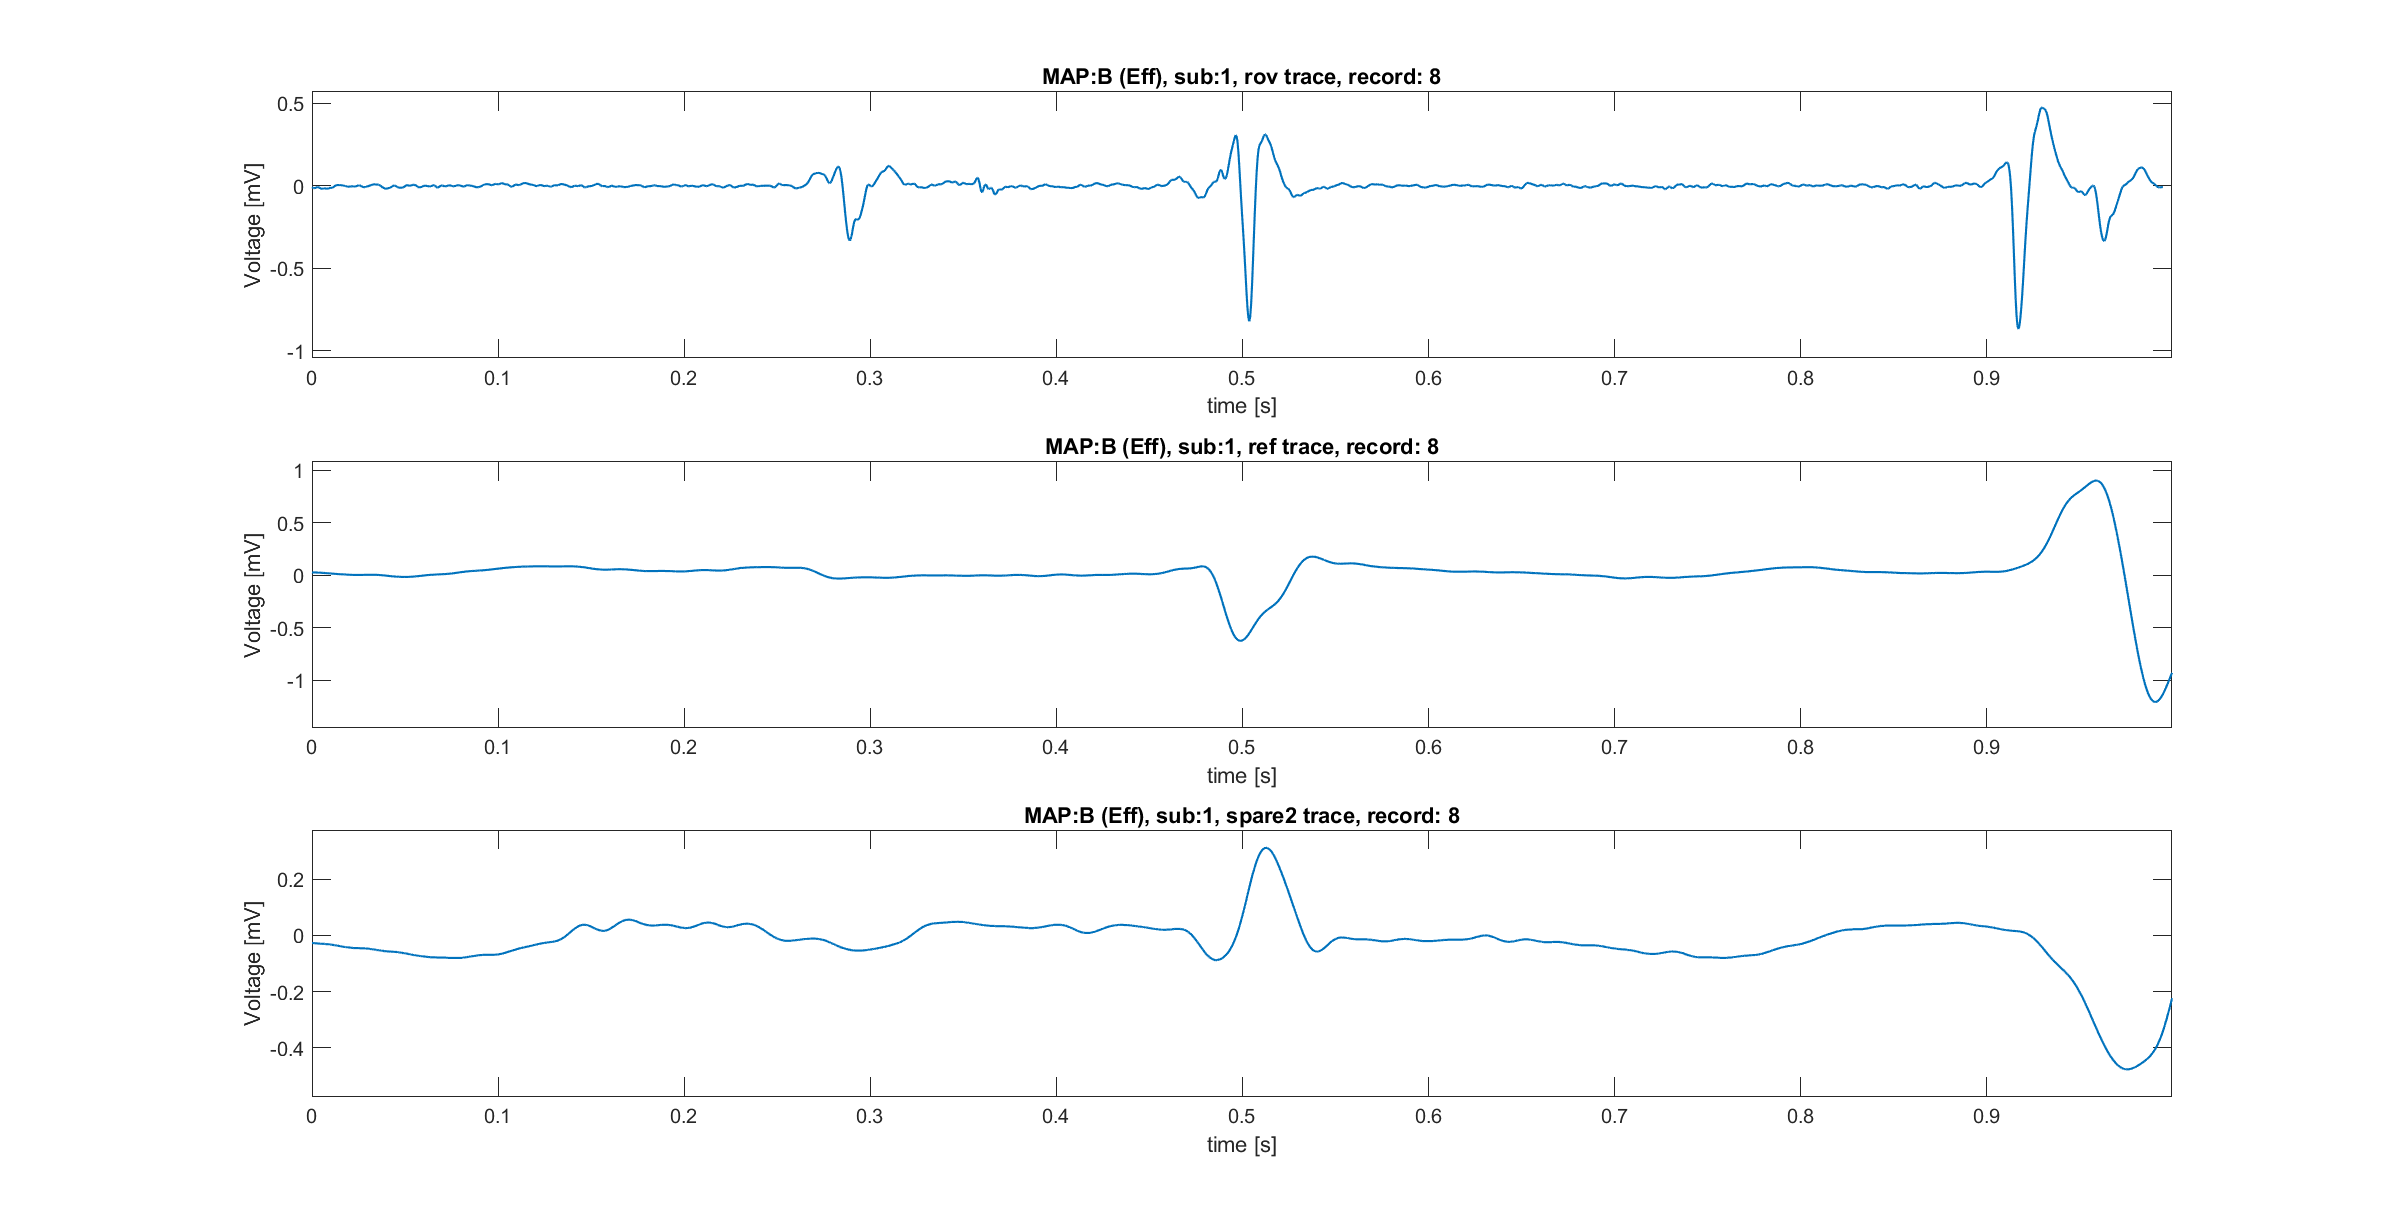 MAP:B (Eff), sub:1, rov trace, record: 8
0.5
0
-0.5
-1
Voltage [mV]
0 0.1 0.2 0.3 0.4 0.5 0.6 0.7 0.8 0.9
time [s]
MAP:B (Eff), sub:1, ref trace, record: 8
1
0.5
0
-0.5
-1
Voltage [mV]
0 0.1 0.2 0.3 0.4 0.5 0.6 0.7 0.8 0.9
time [s]
MAP:B (Eff), sub:1, spare2 trace, record: 8
0.2
0
-0.2
-0.4
Voltage [mV]
0 0.1 0.2 0.3 0.4 0.5 0.6 0.7 0.8 0.9
time [s]